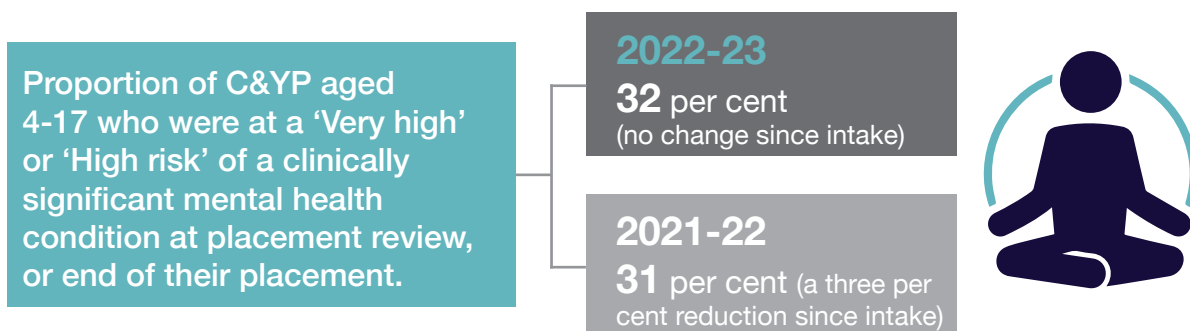 Proportion of C&YP aged
4-17 who were at a ‘Very high’
or ‘High risk’ of a clinically
significant mental health
condition at placement review,
or end of their placement.
2022-23
32 per cent
(no change since intake)
2021-22
31 per cent (a three per
cent reduction since intake)